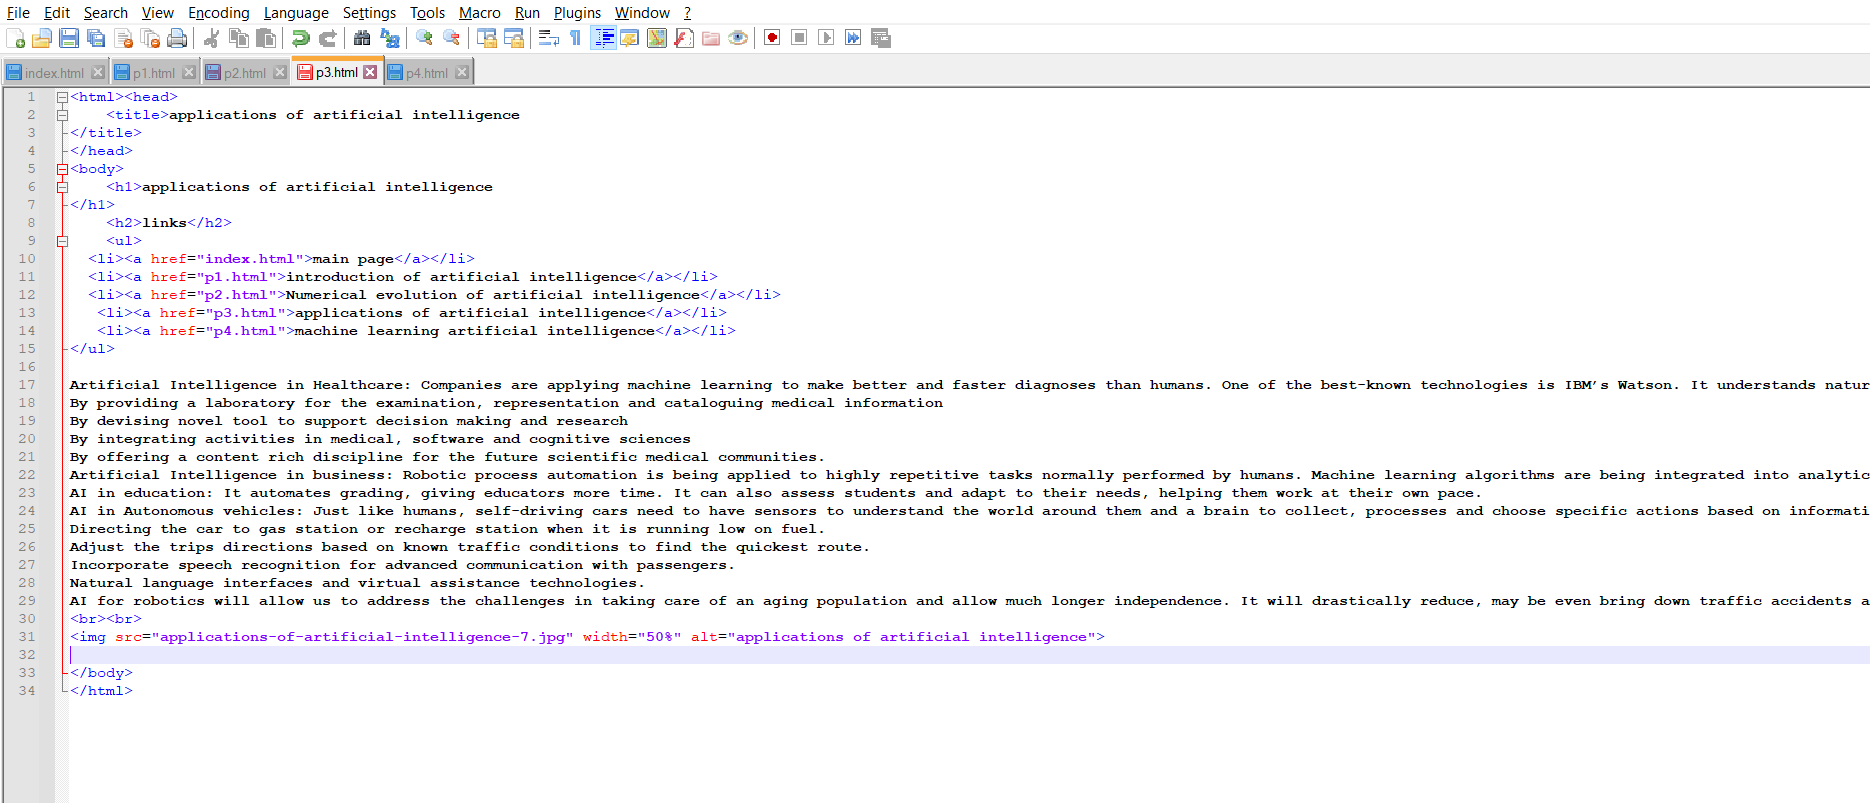 File Edit Search View Encoding Language Settings Tools Macro Run Plugins Window ?
index.html p1.html p2.html p3.html p4.html
1 <html><head>
2 <title>applications of artificial intelligence
3 </title>
4 </head>
5 <body>
6 <h1>applications of artificial intelligence
7 </h1>
8 <h2>links</h2>
9 <ul>
10 <li><a href="index.html">main page</a></li>
11 <li><a href="p1.html">introduction of artificial intelligence</a></li>
12 <li><a href="p2.html">Numerical evolution of artificial intelligence</a></li>
13 <li><a href="p3.html">applications of artificial intelligence</a></li>
14 <li><a href="p4.html">machine learning artificial intelligence</a></li>
15 </ul>
16
17 Artificial Intelligence in Healthcare: Companies are applying machine learning to make better and faster diagnoses than humans. One of the best-known technologies is IBM’s Watson. It understands natur
18 By providing a laboratory for the examination, representation and cataloguing medical information
19 By devising novel tool to support decision making and research
20 By integrating activities in medical, software and cognitive sciences
21 By offering a content rich discipline for the future scientific medical communities.
22 Artificial Intelligence in business: Robotic process automation is being applied to highly repetitive tasks normally performed by humans. Machine learning algorithms are being integrated into analytic
23 AI in education: It automates grading, giving educators more time. It can also assess students and adapt to their needs, helping them work at their own pace.
24 AI in Autonomous vehicles: Just like humans, self-driving cars need to have sensors to understand the world around them and a brain to collect, processes and choose specific actions based on informati
25 Directing the car to gas station or recharge station when it is running low on fuel.
26 Adjust the trips directions based on known traffic conditions to find the quickest route.
27 Incorporate speech recognition for advanced communication with passengers.
28 Natural language interfaces and virtual assistance technologies.
29 AI for robotics will allow us to address the challenges in taking care of an aging population and allow much longer independence. It will drastically reduce, may be even bring down traffic accidents a
30 <br><br>
31 <img src="applications-of-artificial-intelligence-7.jpg" width="50%" alt="applications of artificial intelligence">
32
33 </body>
34 </html>